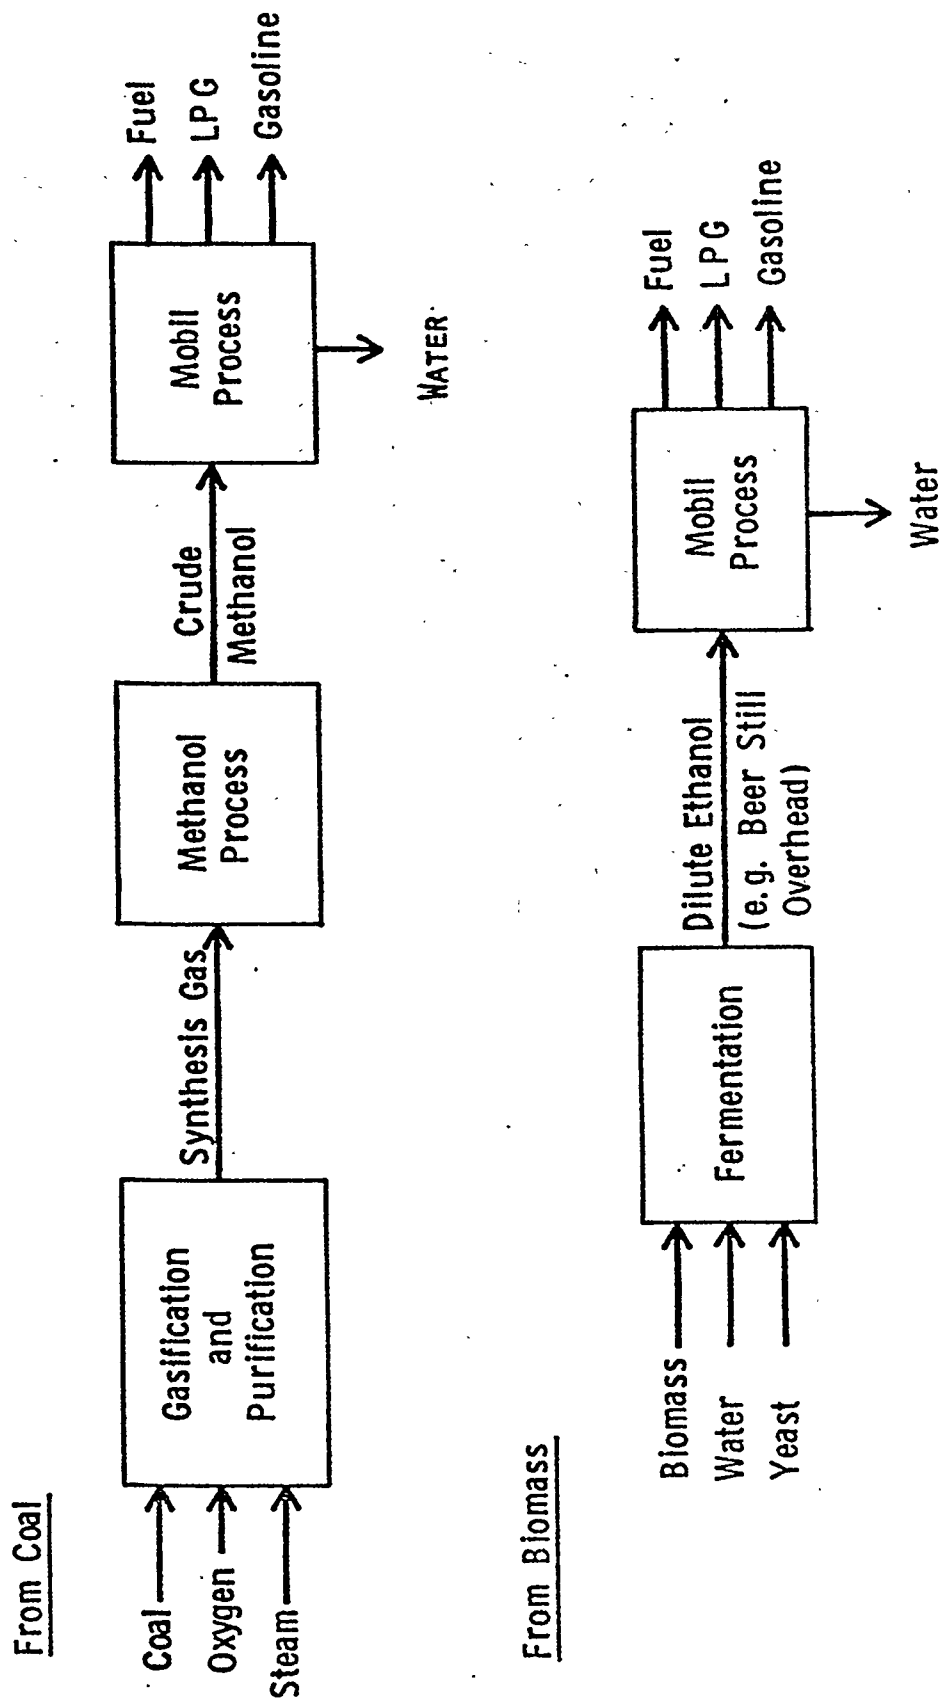 From Coal
Coal
Oxygen
Steam
Gasification
and
Purification
Synthesis Gas
Methanol
Process
Crude
Methanol
Mobil
Process
Fuel
LPG
Gasoline
WATER
From Biomass
Biomass
Water
Yeast
Fermentation
Dilute Ethanol
(e.g. Beer Still
Overhead)
Mobil
Process
Fuel
LPG
Gasoline
Water